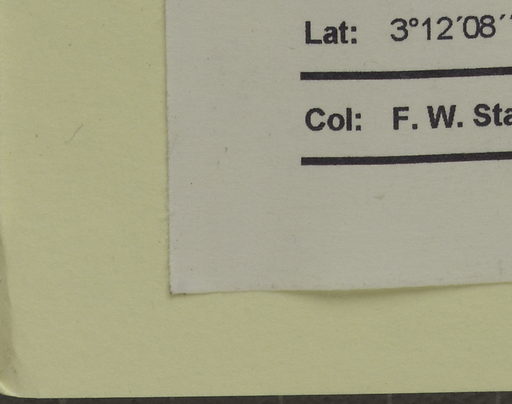 Lat: 3°12′08′′
Col: F. W. Sta